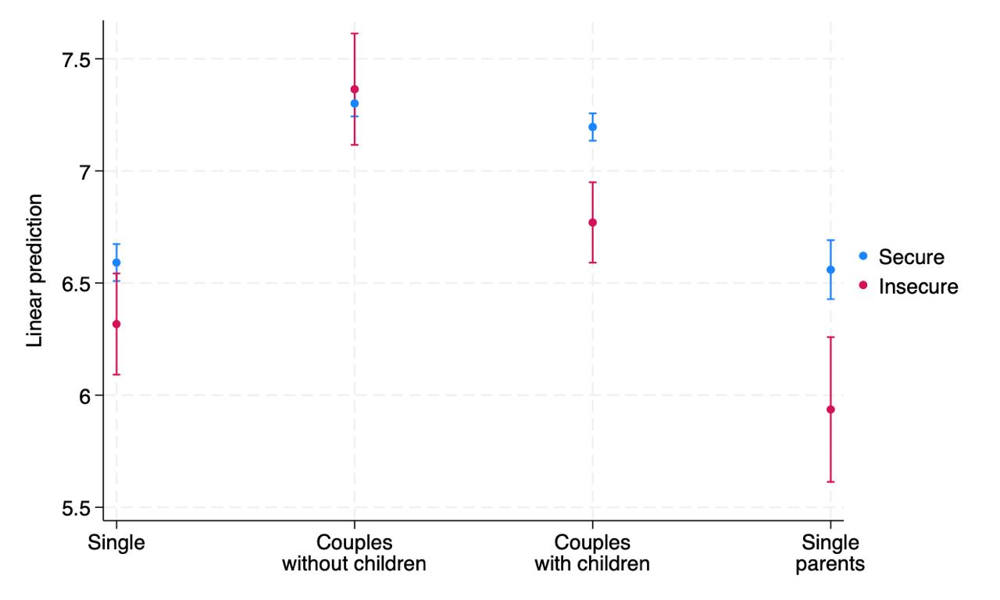 Linear prediction
7.5
7
6.5
6
5.5
Single
Couples
without children
Couples
with children
Single
parents
Secure
Insecure